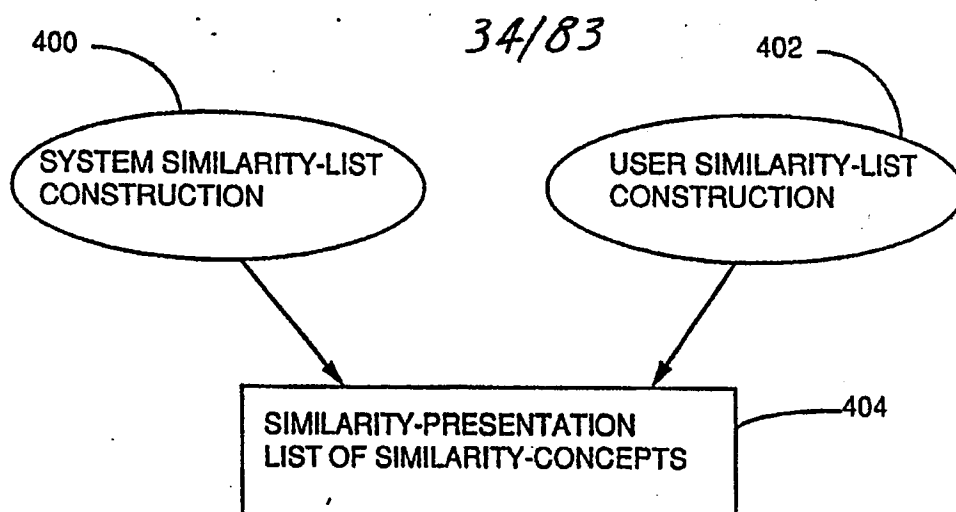 34/83
400
402
SYSTEM SIMILARITY-LIST
CONSTRUCTION
USER SIMILARITY-LIST
CONSTRUCTION
404
SIMILARITY-PRESENTATION
LIST OF SIMILARITY-CONCEPTS